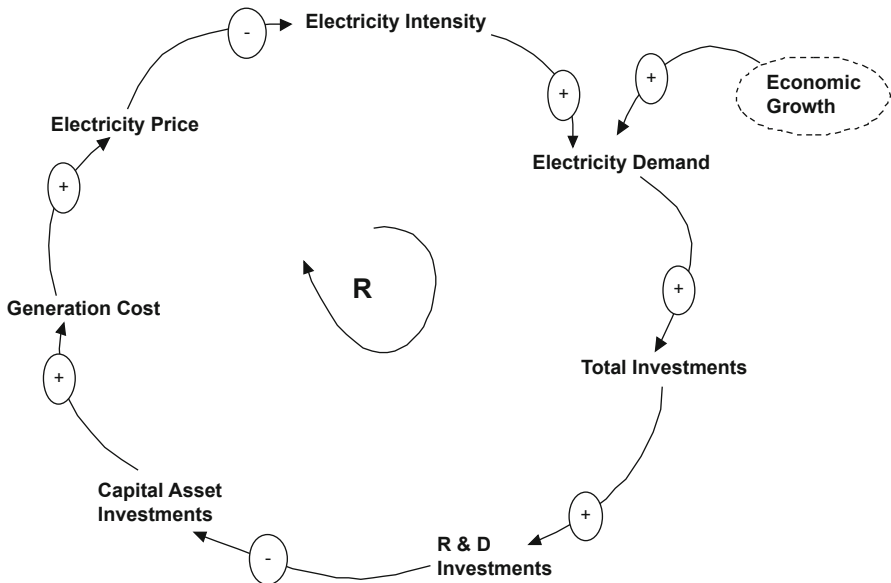 -
Electricity Intensity
+
+
Economic
Growth
Electricity Price
Electricity Demand
+
R
+
Generation Cost
Total Investments
+
Capital Asset
Investments
+
R & D
Investments
-